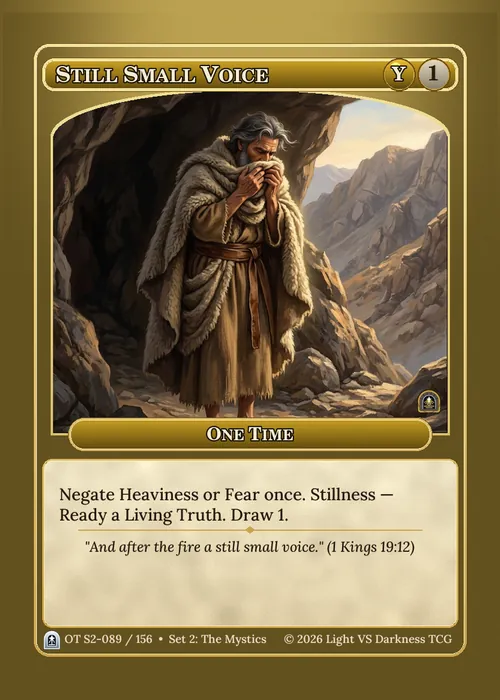 STILL SMALL VOICE Y 1
ONE TIME
Negate Heaviness or Fear once. Stillness —
Ready a Living Truth. Draw 1.
"And after the fire a still small voice." (1 Kings 19:12)
OT S2-089 / 156 • Set 2: The Mystics © 2026 Light VS Darkness TCG